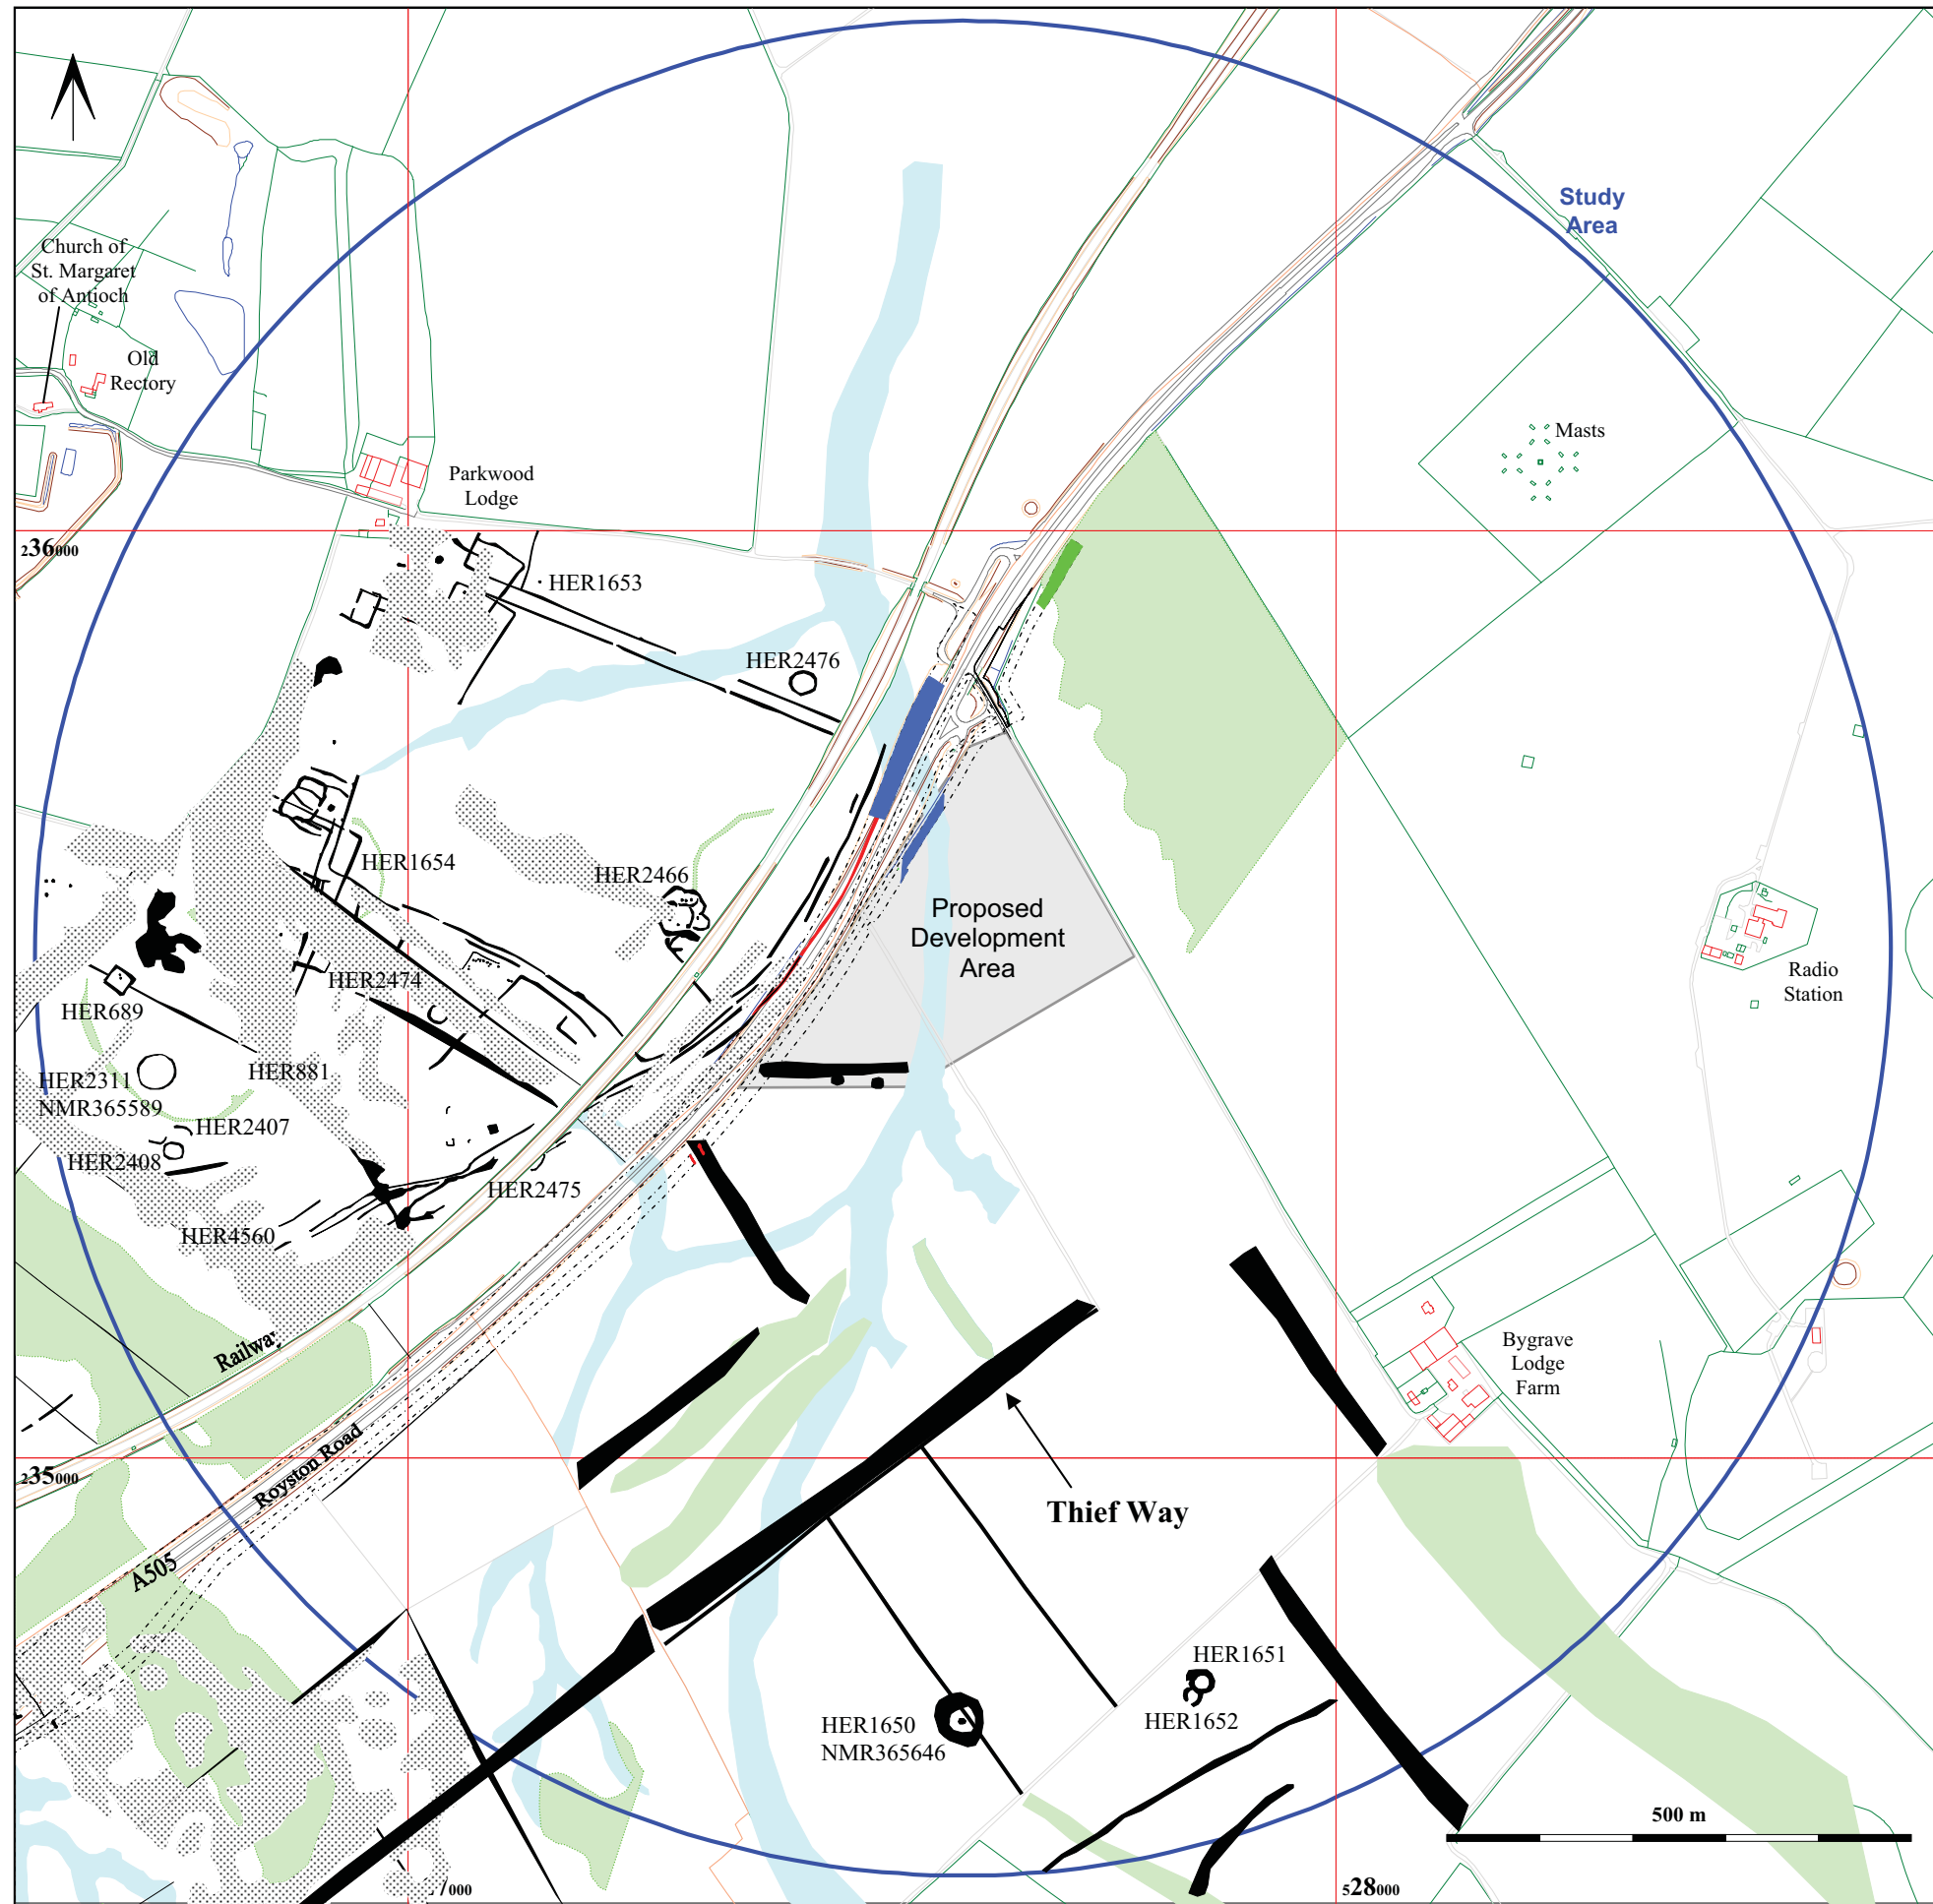 Study
Area
Church of
St. Margaret
of Antioch
Old
Rectory
Masts
Parkwood
Lodge
236000
HER1653
HER2476
HER1654
HER2466
Proposed
Development
Area
HER2474
HER689
Radio
Station
HER881
HER2311
NMR365589
HER2407
HER2408
HER2475
HER4560
Railway
Bygrave
Lodge
Farm
235000
Royston Road
Thief Way
A505
HER1651
HER1650
NMR365646
HER1652
500 m
7000
528000